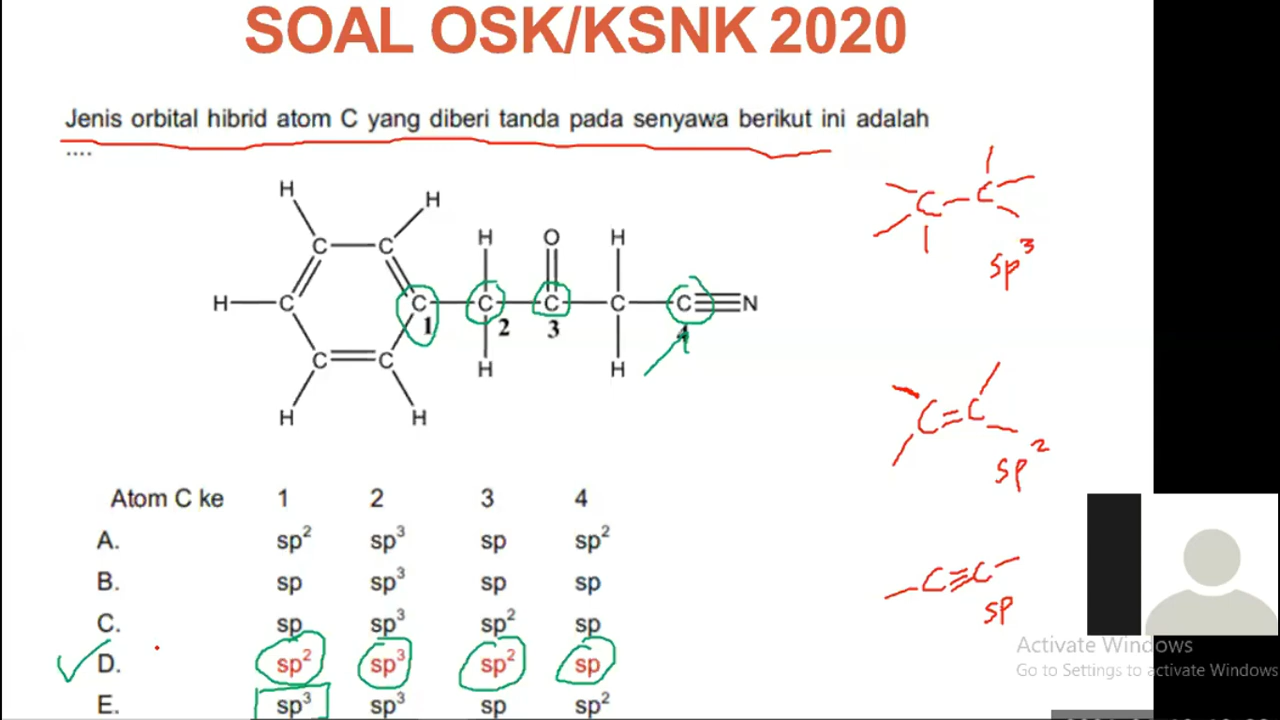 SOAL OSK/KSNK 2020
Jenis orbital hibrid atom C yang diberi tanda pada senyawa berikut ini adalah
....
H
H
C C
H O H
H C C C C C C N
1 2 3 4
C C
H H
H H
Atom C ke 1 2 3 4
A. sp² sp³ sp sp²
B. sp sp³ sp sp
C. sp sp³ sp² sp
D. sp² sp³ sp² sp
E. sp³ sp³ sp sp²
C C
sp³
C=C
sp²
C≡C
sp
Activate Windows
Go to Settings to activate Windows